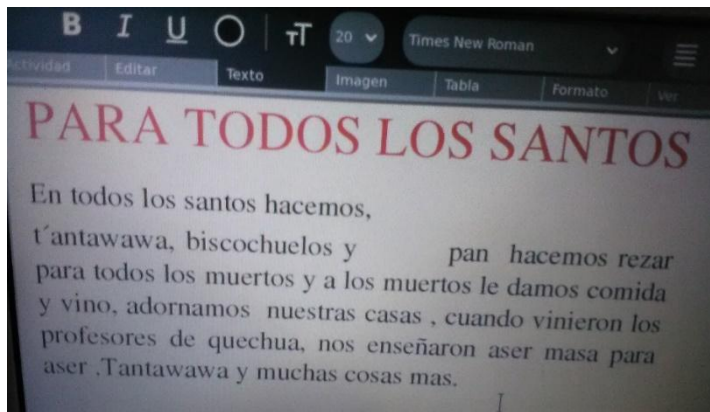 B I U TT 20 Times New Roman
Actividad Editar Texto Imagen Tabla Formato Ver
PARA TODOS LOS SANTOS
En todos los santos hacemos,
t´antawawa, biscochuelos y pan hacemos rezar
para todos los muertos y a los muertos le damos comida
y vino, adornamos nuestras casas , cuando vinieron los
profesores de quechua, nos enseñaron aser masa para
aser .Tantawawa y muchas cosas mas.